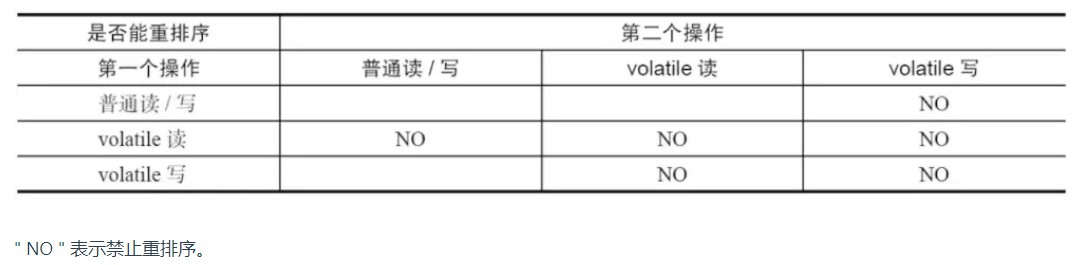 是否能重排序 第二个操作
第一个操作 普通读 / 写 volatile 读 volatile 写
普通读 / 写 NO
volatile 读 NO NO NO
volatile 写 NO NO
" NO " 表示禁止重排序。